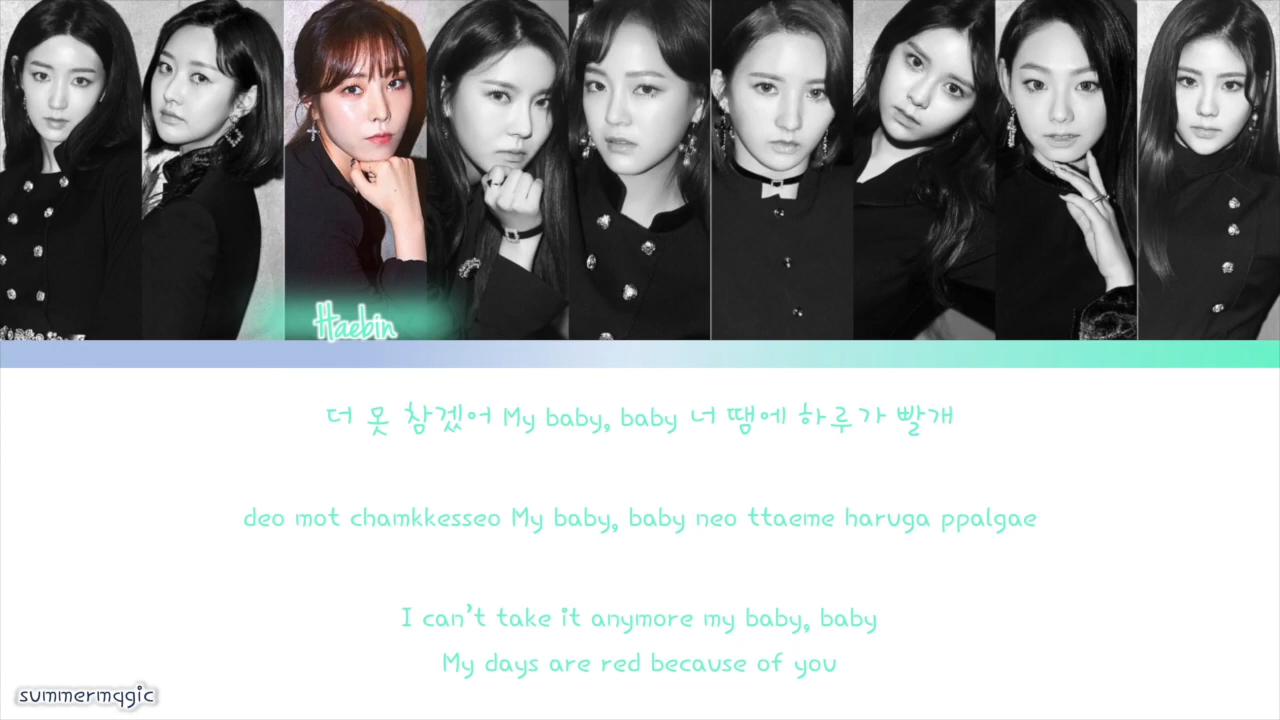 Haebin
더 못 참겠어 My baby, baby 너 땜에 하루가 빨개
deo mot chamkkesseo My baby, baby neo ttaeme haruga ppalgae
I can't take it anymore my baby, baby
My days are red because of you
summermqgic